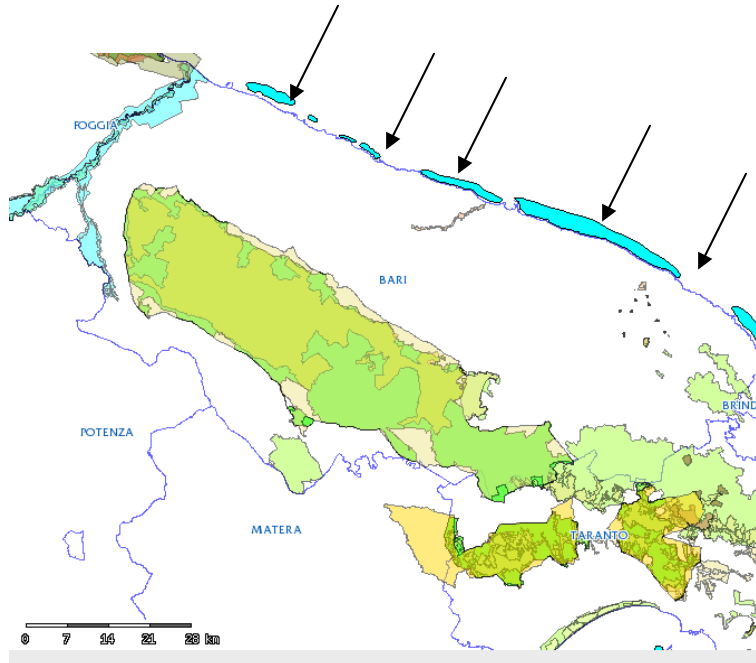 FOGGIA
BARI
BRIND
POTENZA
MATERA
TARANTO
0 7 14 21 28 km